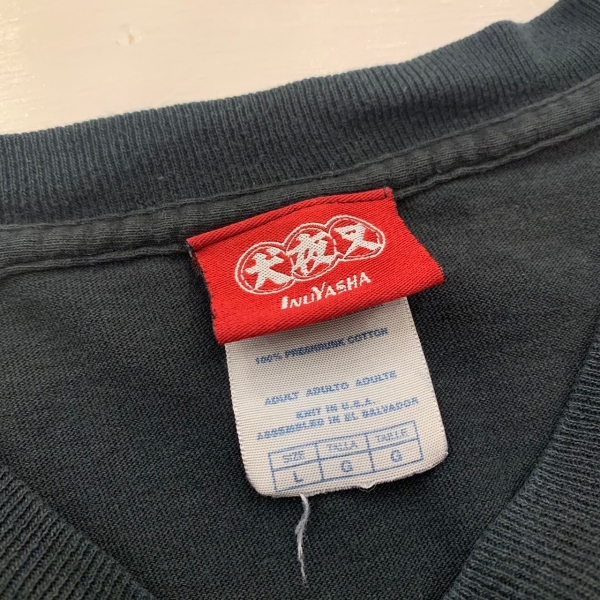 犬夜叉
INUYASHA
100% PRESHRUNK COTTON
ADULT ADULTO ADULTE
KNIT IN U.S.A.
ASSEMBLED IN EL SALVADOR
SIZE TALLA TAILLE
L G G